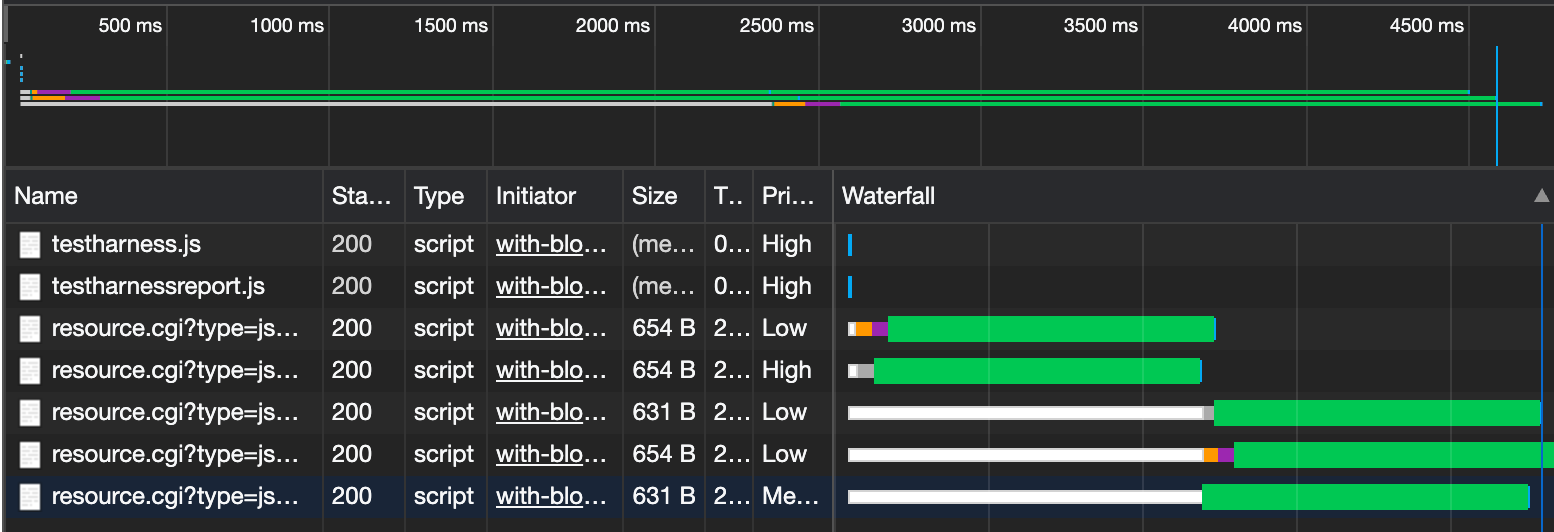 500 ms 1000 ms 1500 ms 2000 ms 2500 ms 3000 ms 3500 ms 4000 ms 4500 ms
Name Sta... Type Initiator Size T.. Pri... Waterfall
testharness.js 200 script with-blo... (me... 0... High
testharnessreport.js 200 script with-blo... (me... 0... High
resource.cgi?type=js... 200 script with-blo... 654 B 2... Low
resource.cgi?type=js... 200 script with-blo... 654 B 2... High
resource.cgi?type=js... 200 script with-blo... 631 B 2... Low
resource.cgi?type=js... 200 script with-blo... 654 B 2... Low
resource.cgi?type=js... 200 script with-blo... 631 B 2... Me...